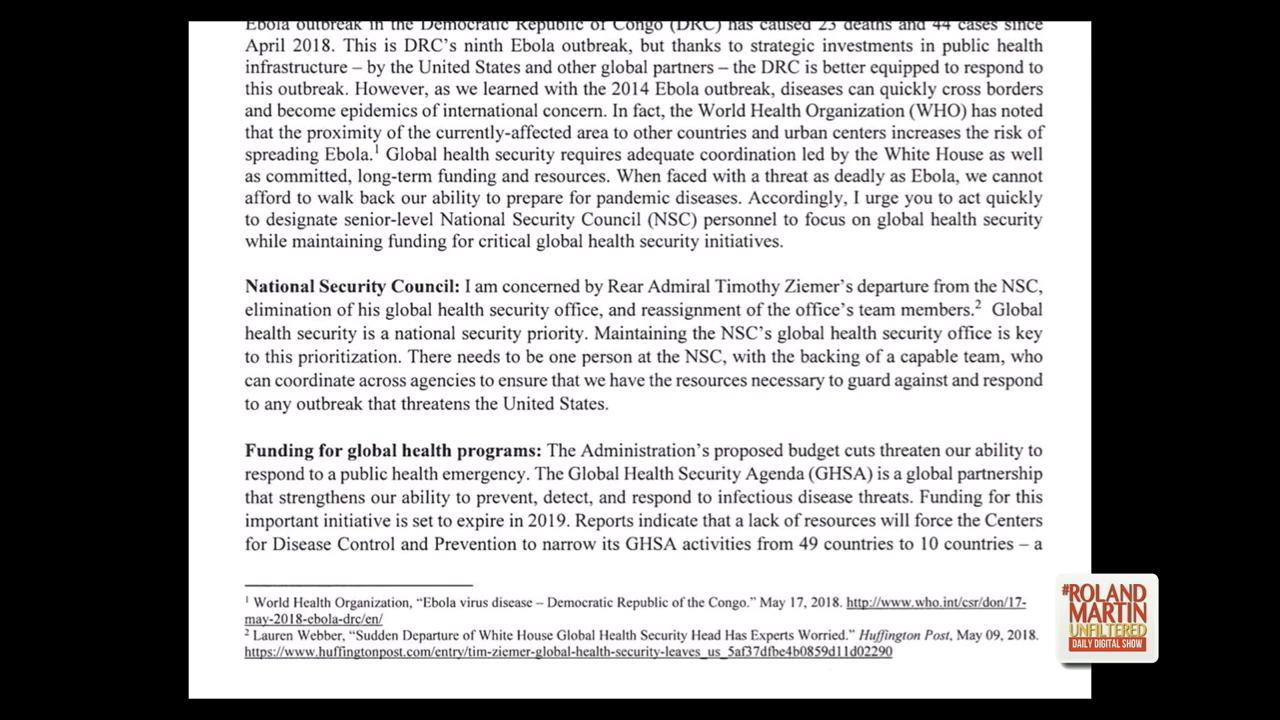 Ebola outbreak in the Democratic Republic of Congo (DRC) has caused 23 deaths and 44 cases since
April 2018. This is DRC's ninth Ebola outbreak, but thanks to strategic investments in public health
infrastructure – by the United States and other global partners – the DRC is better equipped to respond to
this outbreak. However, as we learned with the 2014 Ebola outbreak, diseases can quickly cross borders
and become epidemics of international concern. In fact, the World Health Organization (WHO) has noted
that the proximity of the currently-affected area to other countries and urban centers increases the risk of
spreading Ebola.¹ Global health security requires adequate coordination led by the White House as well
as committed, long-term funding and resources. When faced with a threat as deadly as Ebola, we cannot
afford to walk back our ability to prepare for pandemic diseases. Accordingly, I urge you to act quickly
to designate senior-level National Security Council (NSC) personnel to focus on global health security
while maintaining funding for critical global health security initiatives.
National Security Council: I am concerned by Rear Admiral Timothy Ziemer's departure from the NSC,
elimination of his global health security office, and reassignment of the office's team members.² Global
health security is a national security priority. Maintaining the NSC's global health security office is key
to this prioritization. There needs to be one person at the NSC, with the backing of a capable team, who
can coordinate across agencies to ensure that we have the resources necessary to guard against and respond
to any outbreak that threatens the United States.
Funding for global health programs: The Administration's proposed budget cuts threaten our ability to
respond to a public health emergency. The Global Health Security Agenda (GHSA) is a global partnership
that strengthens our ability to prevent, detect, and respond to infectious disease threats. Funding for this
important initiative is set to expire in 2019. Reports indicate that a lack of resources will force the Centers
for Disease Control and Prevention to narrow its GHSA activities from 49 countries to 10 countries – a
¹ World Health Organization, “Ebola virus disease – Democratic Republic of the Congo.” May 17, 2018. http://www.who.int/csr/don/17-
may-2018-ebola-drc/en/
² Lauren Webber, “Sudden Departure of White House Global Health Security Head Has Experts Worried.” Huffington Post, May 09, 2018.
https://www.huffingtonpost.com/entry/tim-ziemer-global-health-security-leaves_us_5af37dfbe4b0859d11d02290
#ROLAND
MARTIN
UNFILTERED
DAILY DIGITAL SHOW